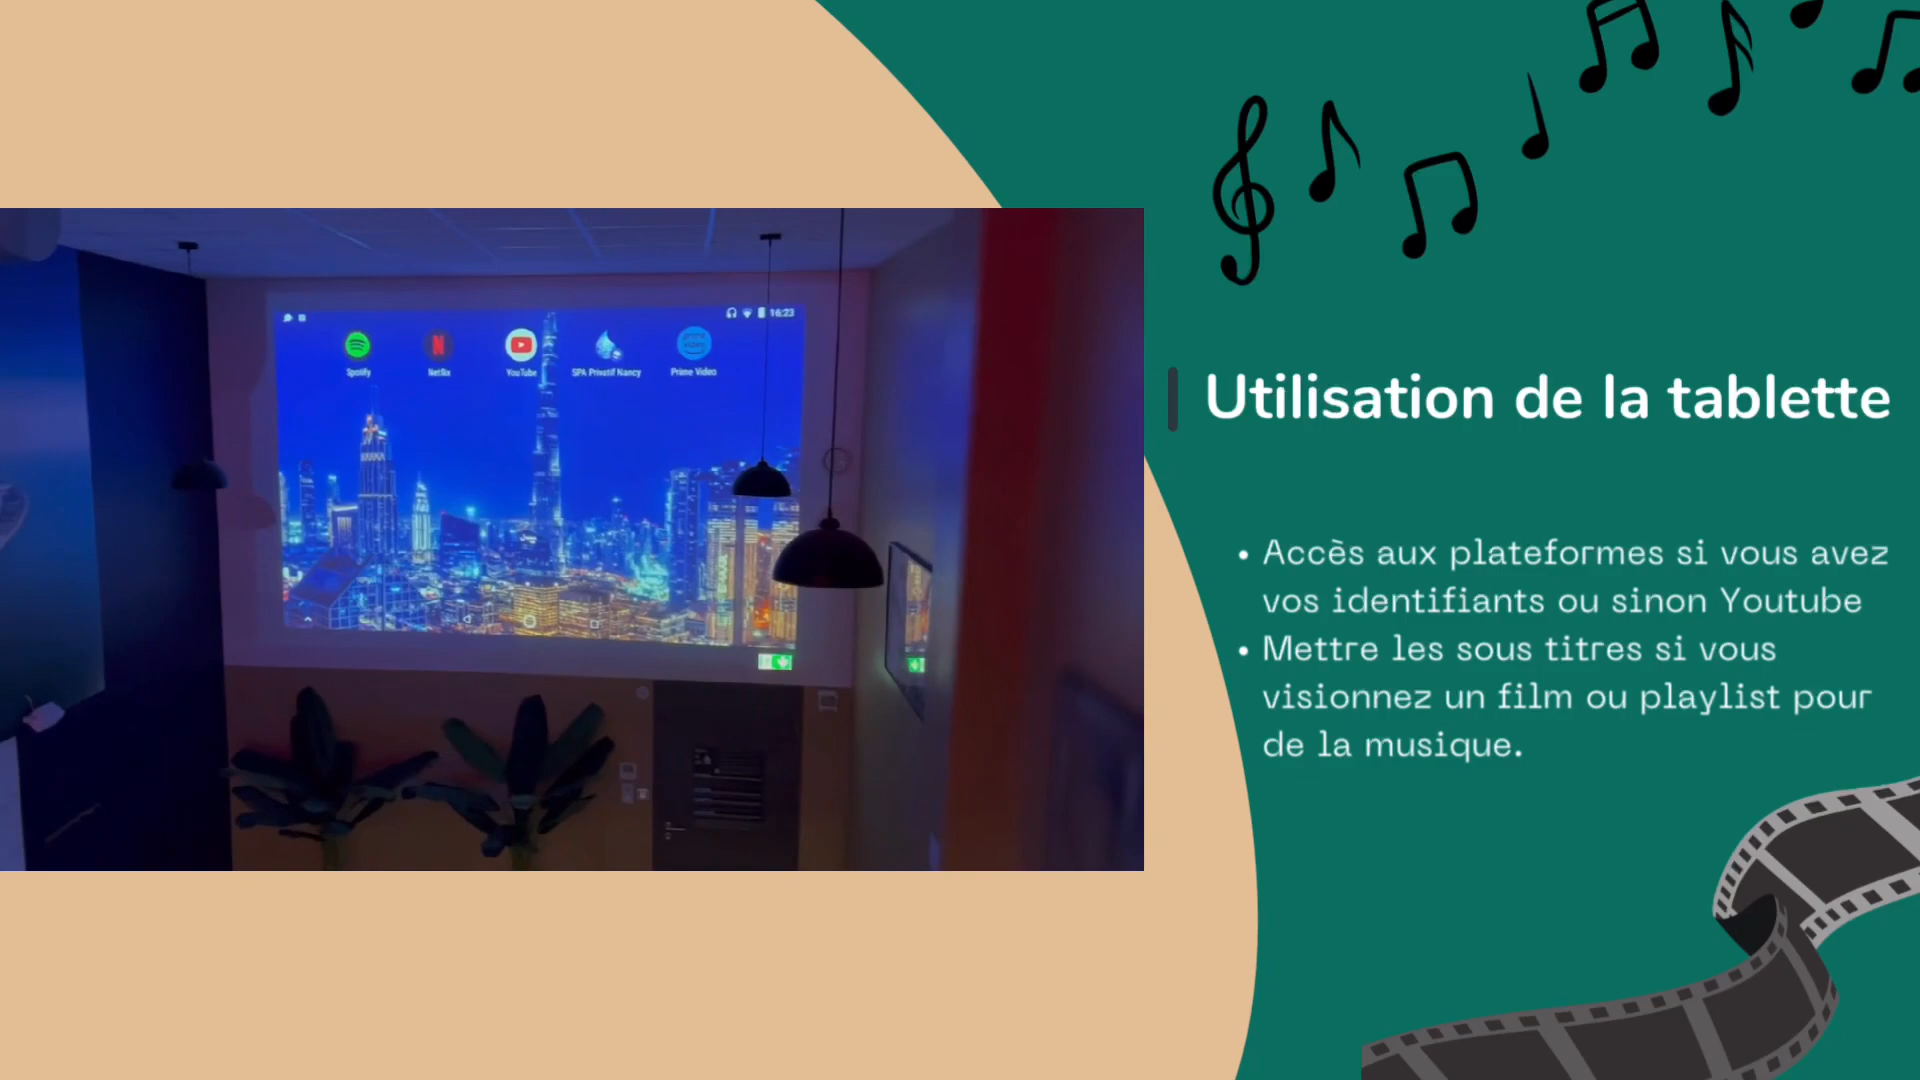 16:23
Spotify
Netflix
YouTube
SPA Privatif Nancy
Prime Video
Utilisation de la tablette
• Accès aux plateformes si vous avez
vos identifiants ou sinon Youtube
• Mettre les sous titres si vous
visionnez un film ou playlist pour
de la musique.